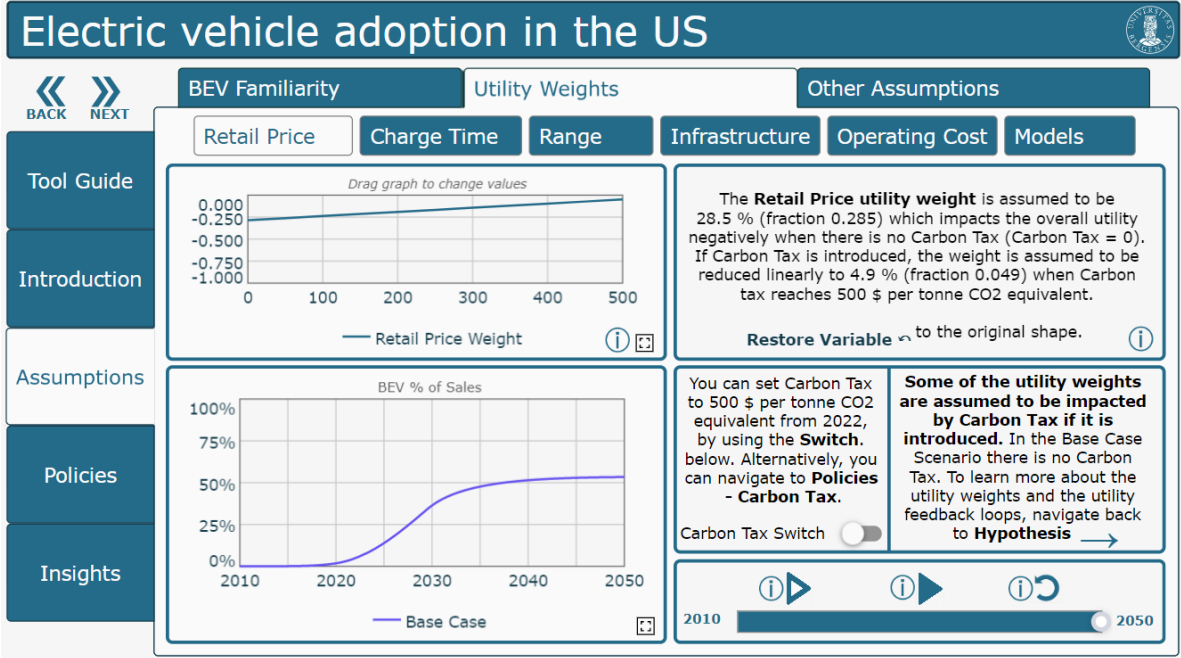 Electric vehicle adoption in the US
BACK
NEXT
BEV Familiarity
Utility Weights
Other Assumptions
Tool Guide
Introduction
Assumptions
Policies
Insights
Retail Price
Charge Time
Range
Infrastructure
Operating Cost
Models
Drag graph to change values
0.000
-0.250
-0.500
-0.750
-1.000
0 100 200 300 400 500
Retail Price Weight
The Retail Price utility weight is assumed to be
28.5 % (fraction 0.285) which impacts the overall utility
negatively when there is no Carbon Tax (Carbon Tax = 0).
If Carbon Tax is introduced, the weight is assumed to be
reduced linearly to 4.9 % (fraction 0.049) when Carbon
tax reaches 500 $ per tonne CO2 equivalent.
Restore Variable to the original shape.
BEV % of Sales
100%
75%
50%
25%
0%
2010 2020 2030 2040 2050
Base Case
You can set Carbon Tax
to 500 $ per tonne CO2
equivalent from 2022,
by using the Switch.
below. Alternatively, you
can navigate to Policies
- Carbon Tax.
Carbon Tax Switch
Some of the utility weights
are assumed to be impacted
by Carbon Tax if it is
introduced. In the Base Case
Scenario there is no Carbon
Tax. To learn more about the
utility weights and the utility
feedback loops, navigate back
to Hypothesis
2010
2050